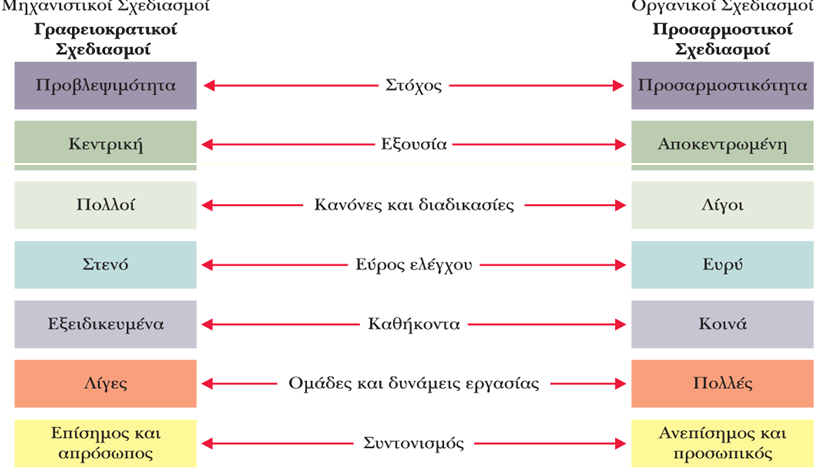 Μηχανιστικοί Σχεδιασμοί
Οργανικοί Σχεδιασμοί
Γραφειοκρατικοί
Σχεδιασμοί
Προσαρμοστικοί
Σχεδιασμοί
Προβλεψιμότητα
Στόχος
Προσαρμοστικότητα
Κεντρική
Εξουσία
Αποκεντρωμένη
Πολλοί
Κανόνες και διαδικασίες
Λίγοι
Στενό
Εύρος ελέγχου
Ευρύ
Εξειδικευμένα
Καθήκοντα
Κοινά
Λίγες
Ομάδες και δυνάμεις εργασίας
Πολλές
Επίσημος και
απρόσωπος
Συντονισμός
Ανεπίσημος και
προσωπικός